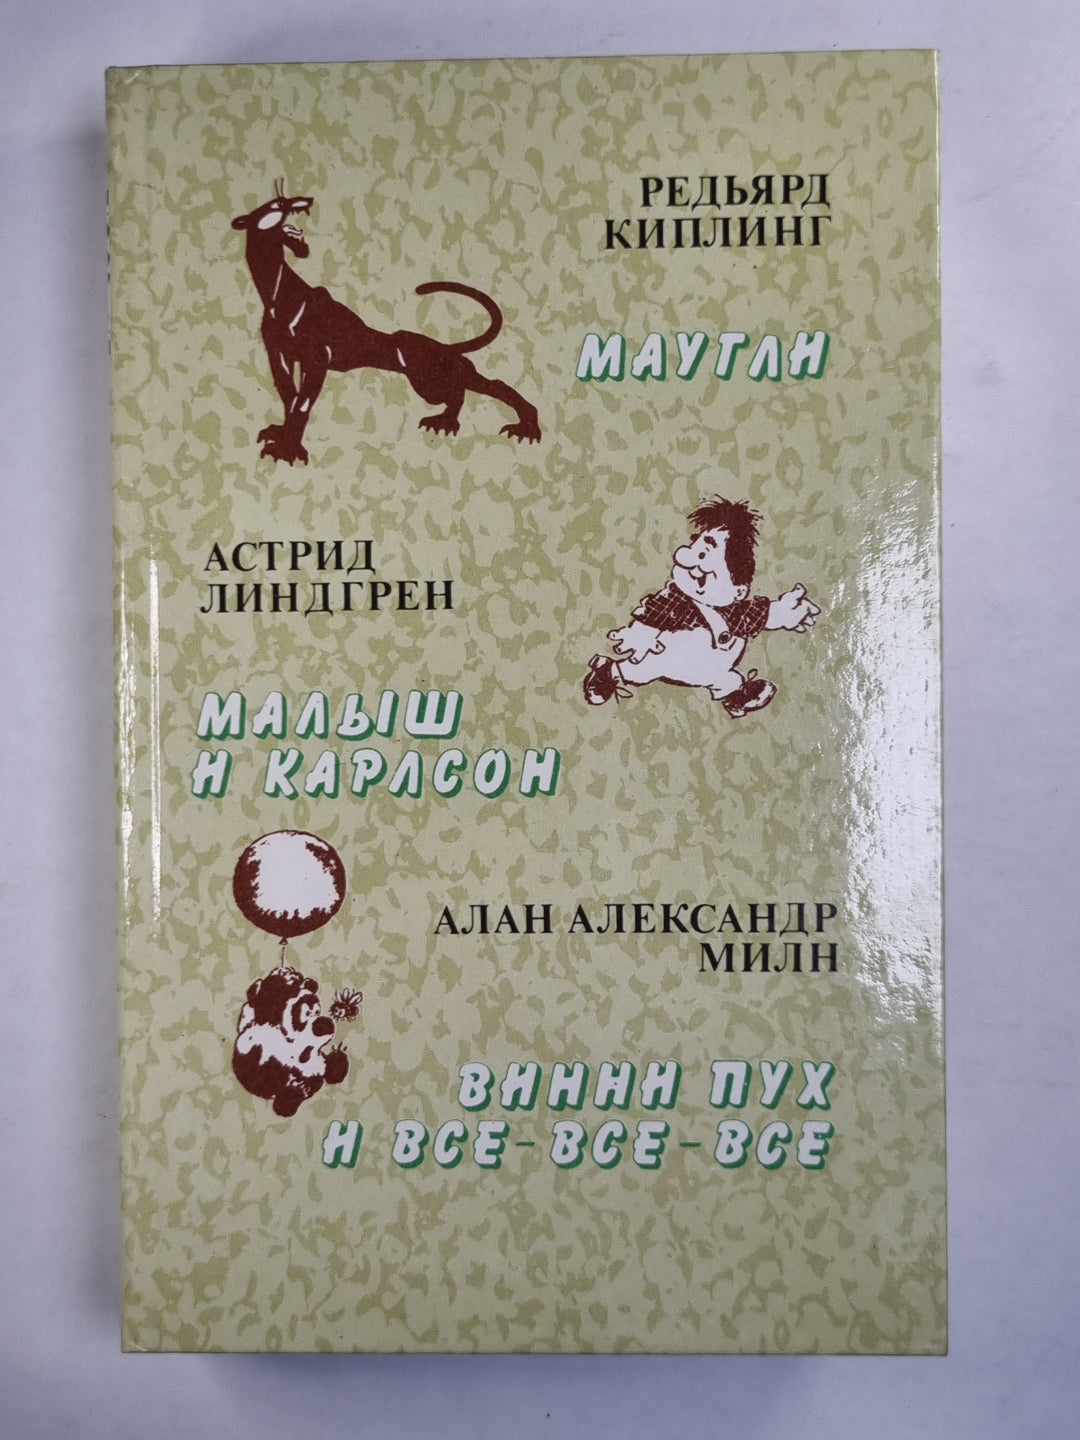 РЕДЬЯРД
КИПЛИНГ
МАУГЛИ
АСТРИД
ЛИНДГРЕН
МАЛЫШ
И КАРЛСОН
АЛАН АЛЕКСАНДР
МИЛН
ВИННИ ПУХ
И ВСЕ-ВСЕ-ВСЕ